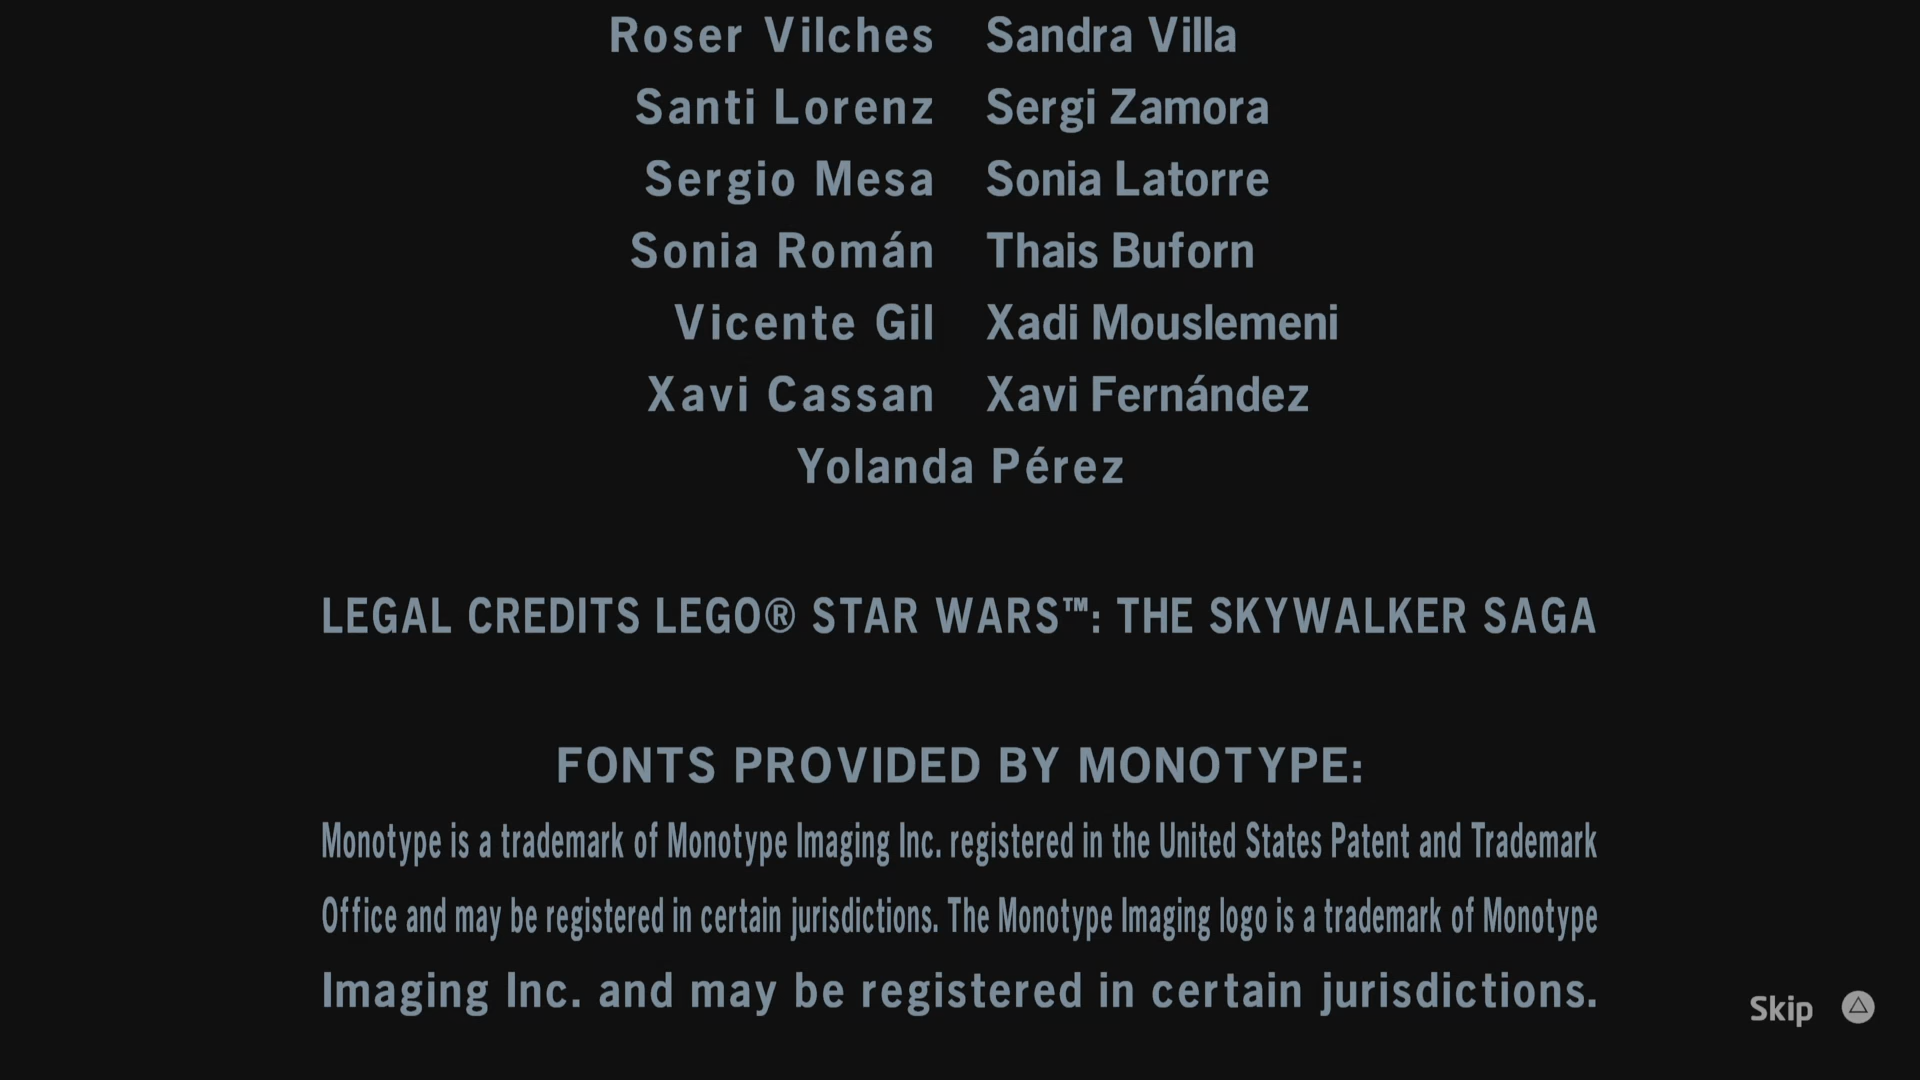 Roser Vilches Sandra Villa
Santi Lorenz Sergi Zamora
Sergio Mesa Sonia Latorre
Sonia Román Thais Buforn
Vicente Gil Xadi Mouslemeni
Xavi Cassan Xavi Fernández
Yolanda Pérez
LEGAL CREDITS LEGO® STAR WARS™: THE SKYWALKER SAGA
FONTS PROVIDED BY MONOTYPE:
Monotype is a trademark of Monotype Imaging Inc. registered in the United States Patent and Trademark
Office and may be registered in certain jurisdictions. The Monotype Imaging logo is a trademark of Monotype
Imaging Inc. and may be registered in certain jurisdictions.
Skip